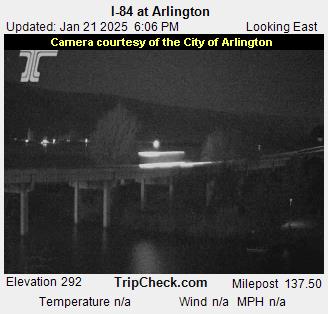 I-84 at Arlington
Updated: Jan 21 2025 6:06 PM Looking East
Camera courtesy of the City of Arlington
Elevation 292 TripCheck.com Milepost 137.50
Temperature n/a Wind n/a MPH n/a